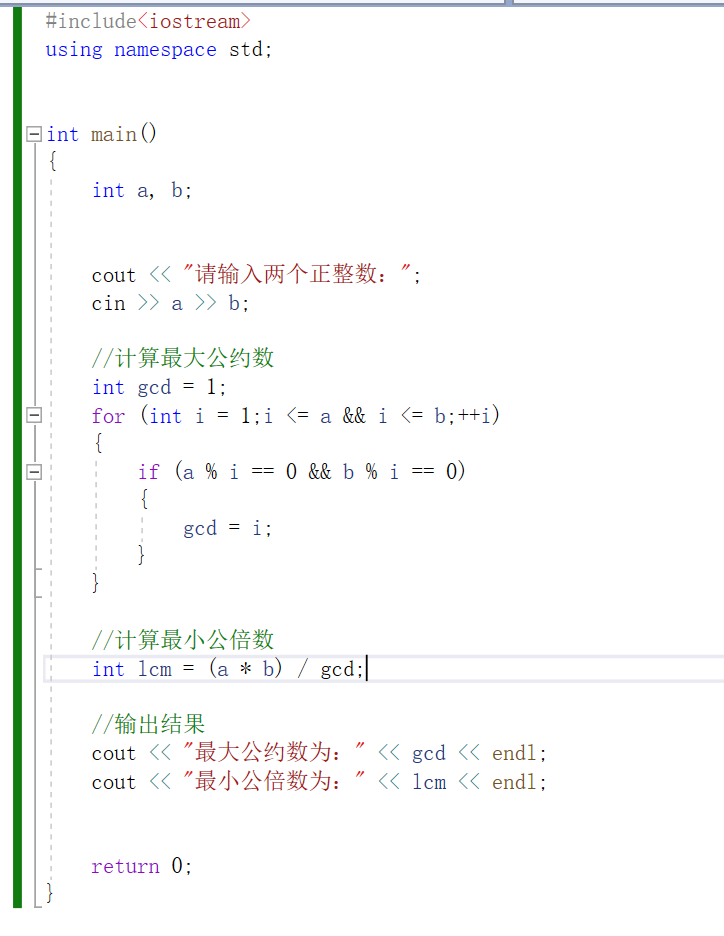 #include<iostream>
using namespace std;
int main()
{
int a, b;
cout << "请输入两个正整数：";
cin >> a >> b;
//计算最大公约数
int gcd = 1;
for (int i = 1;i <= a && i <= b;++i)
{
if (a % i == 0 && b % i == 0)
{
gcd = i;
}
}
//计算最小公倍数
int lcm = (a * b) / gcd;
//输出结果
cout << "最大公约数为：" << gcd << endl;
cout << "最小公倍数为：" << lcm << endl;
return 0;
}